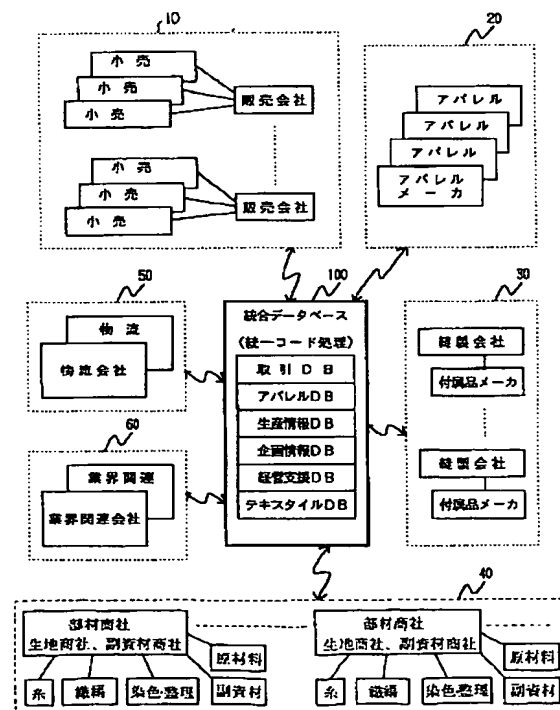 10
小売
小売
小売
販売会社
小売
小売
小売
販売会社
20
アパレル
アパレル
アパレル
アパレル
メーカ
50
物流
物流会社
60
業界関連
業界関連会社
100
統合データベース
(統一コード処理)
取引DB
アパレルDB
生産情報DB
企画情報DB
経営支援DB
テキスタイルDB
30
縫製会社
付属品メーカ
縫製会社
付属品メーカ
40
部材商社
生地商社、副資材商社
原材料
糸
織編
染色・整理
副資材
部材商社
生地商社、副資材商社
原材料
糸
織編
染色・整理
副資材